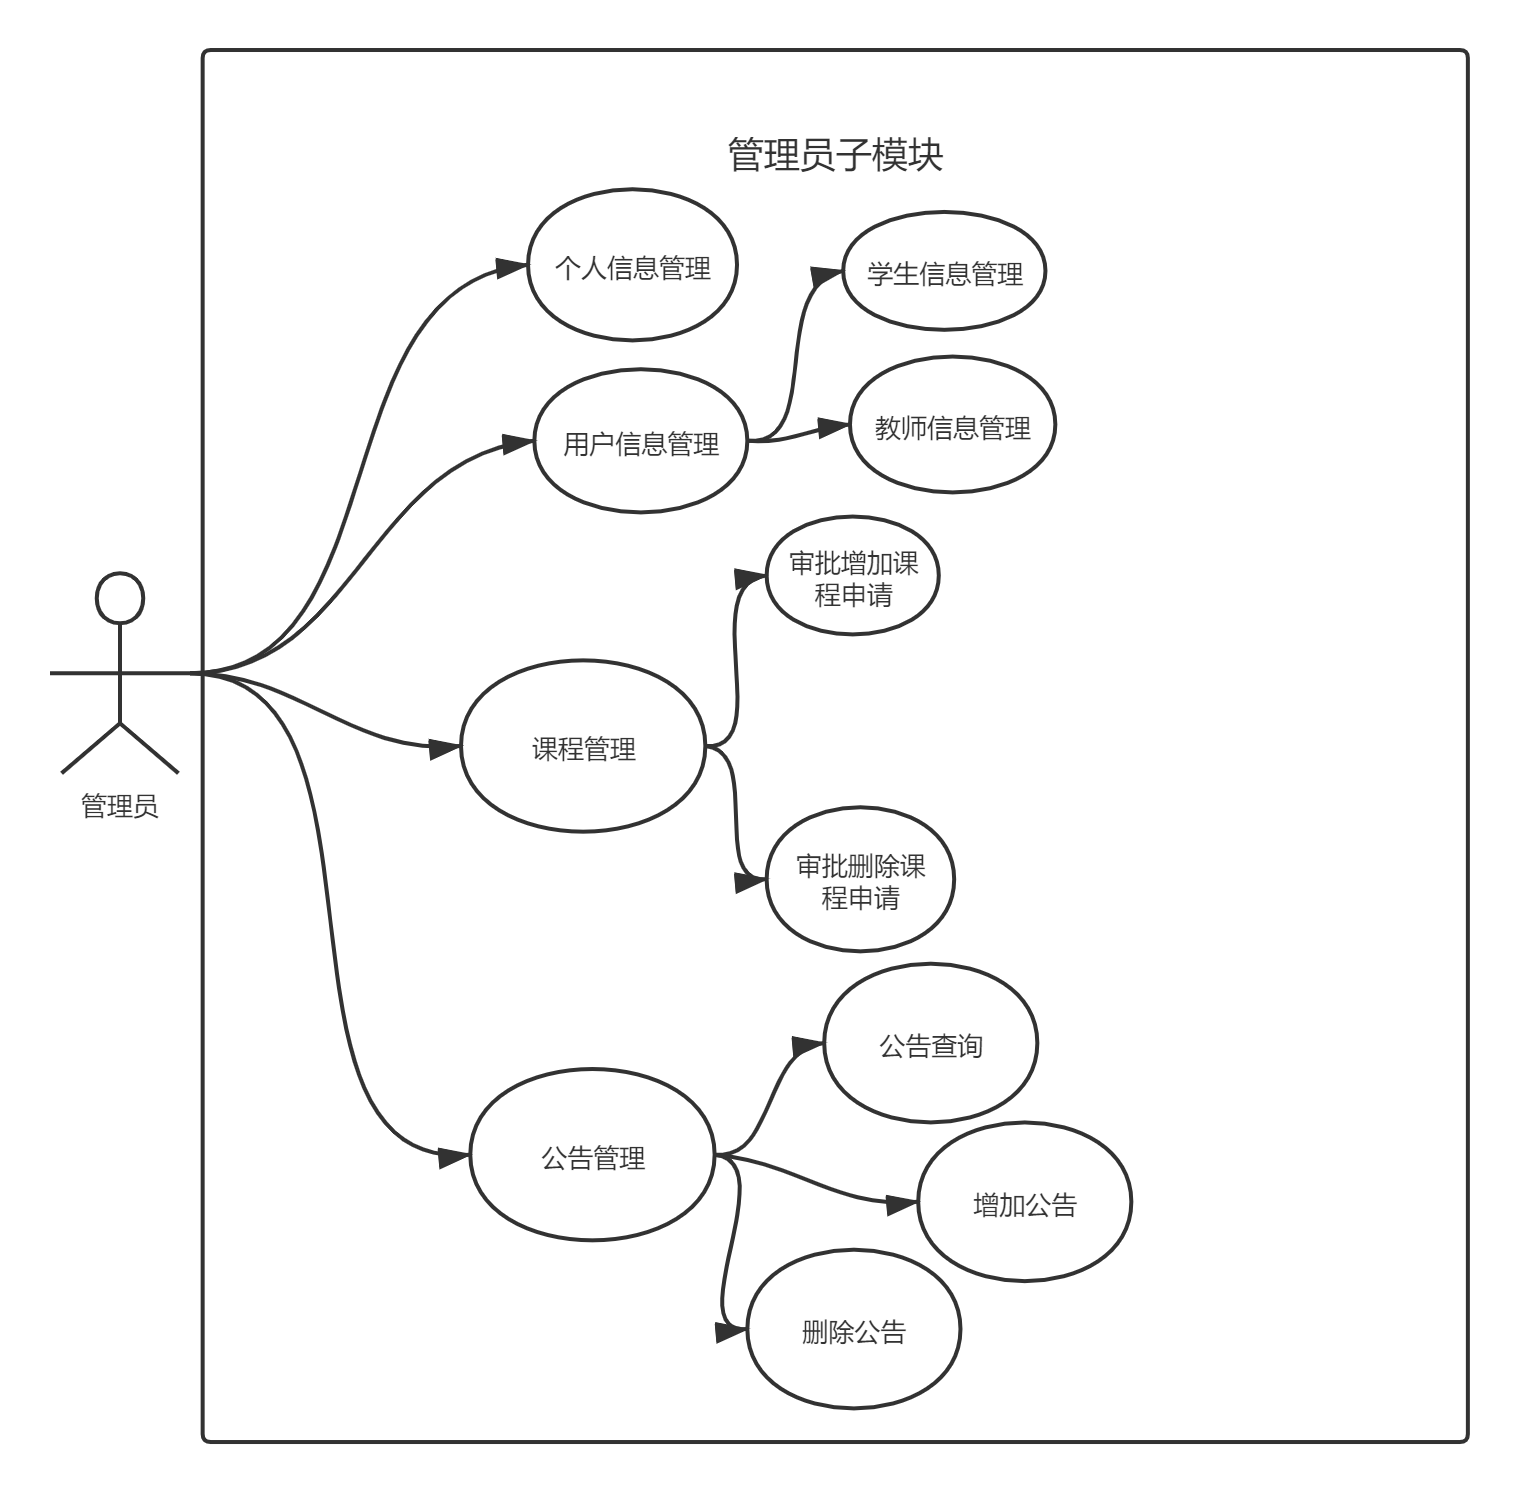 管理员子模块
个人信息管理
学生信息管理
用户信息管理
教师信息管理
审批增加课
程申请
课程管理
管理员
审批删除课
程申请
公告查询
公告管理
增加公告
删除公告